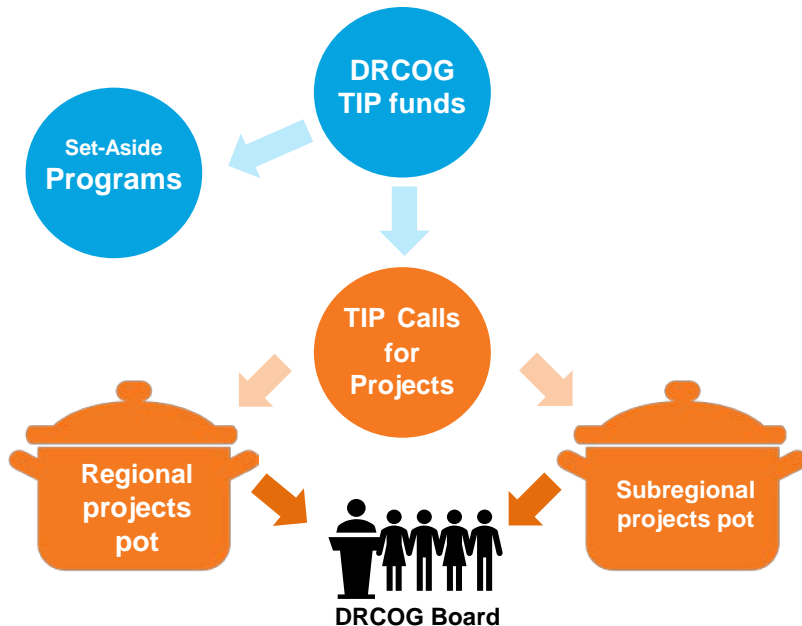 DRCOG
TIP funds
Set-Aside
Programs
TIP Calls
for
Projects
Regional
projects
pot
Subregional
projects pot
DRCOG Board